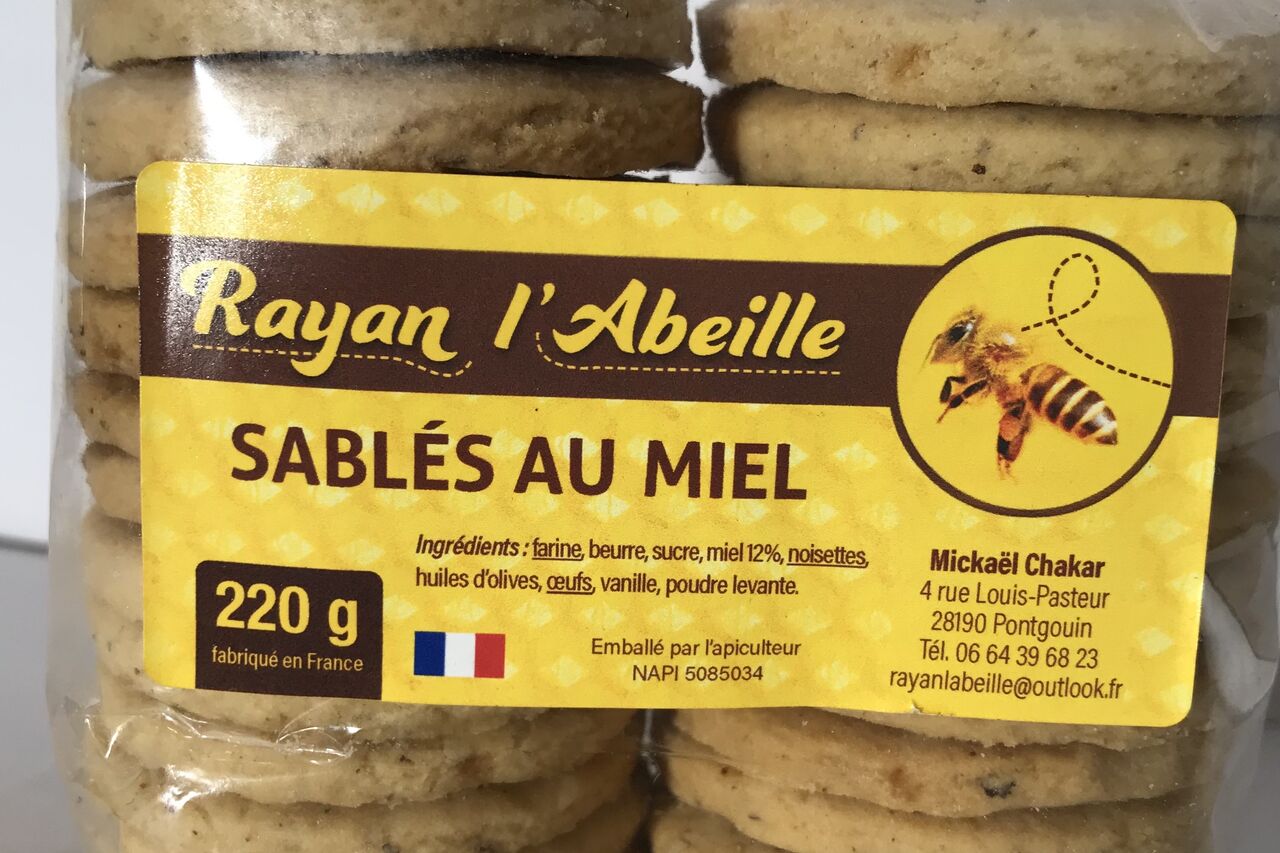 Rayan l'Abeille
SABLÉS AU MIEL
Ingrédients : farine, beurre, sucre, miel 12%, noisettes,
huiles d'olives, œufs, vanille, poudre levante.
220 g
fabriqué en France
Emballé par l'apiculteur
NAPI 5085034
Mickaël Chakar
4 rue Louis-Pasteur
28190 Pontgouin
Tél. 06 64 39 68 23
rayanlabeille@outlook.fr